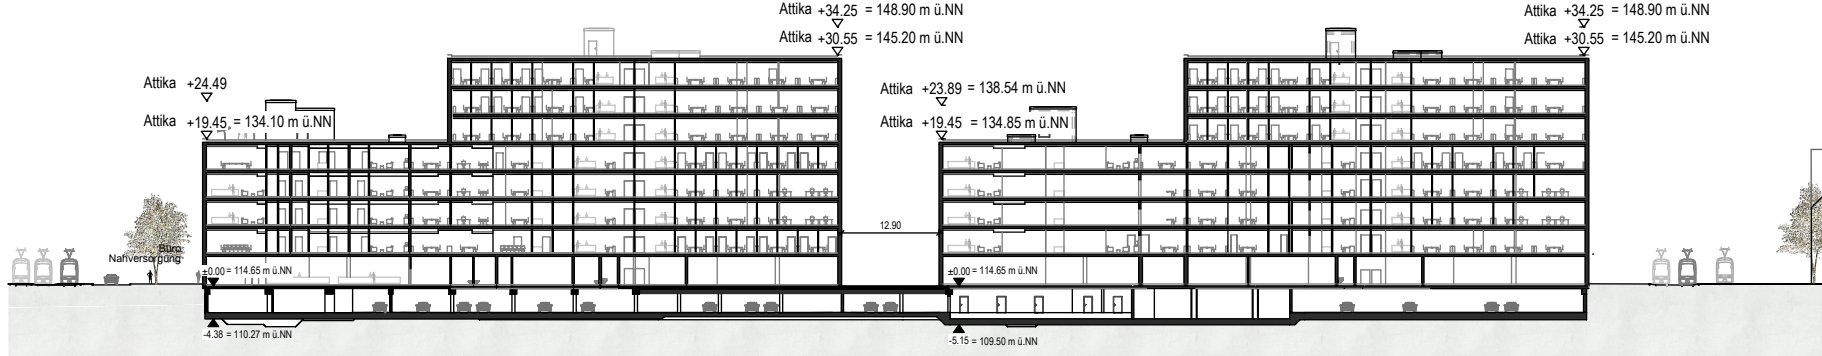 Attika +34.25 = 148.90 m ü.NN
Attika +30.55 = 145.20 m ü.NN
Attika +34.25 = 148.90 m ü.NN
Attika +30.55 = 145.20 m ü.NN
Attika +24.49
Attika +19.45 = 134.10 m ü.NN
Attika +23.89 = 138.54 m ü.NN
Attika +19.45 = 134.85 m ü.NN
12.90
Büro
Nahversorgung
±0.00 = 114.65 m ü.NN
±0.00 = 114.65 m ü.NN
-4.38 = 110.27 m ü.NN
-5.15 = 109.50 m ü.NN